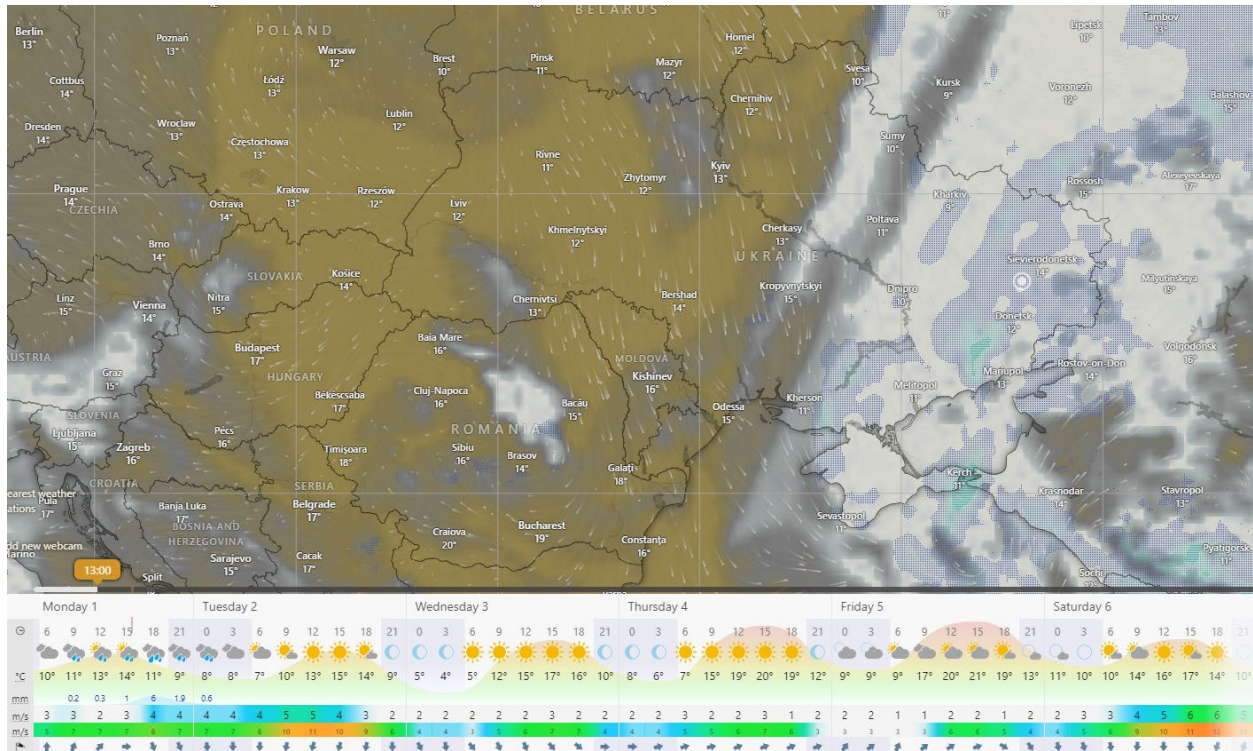 BELARUS
POLAND
Berlin
13°
Poznań
13°
Warsaw
12°
Brest
10°
Pinsk
11°
Homel
12°
Mazyr
12°
Svesa
10°
Kursk
9°
Lipetsk
10°
Tambov
13°
Voronezh
12°
Balashov
15°
Cottbus
14°
Łódź
13°
Lublin
12°
Chernihiv
12°
Dresden
14°
Wroclaw
13°
Częstochowa
13°
Rivne
11°
Zhytomyr
12°
Kyiv
13°
Sumy
10°
Prague
14°
CZECHIA
Ostrava
14°
Krakow
13°
Rzeszów
12°
Lviv
12°
Khmelnytskyi
12°
Cherkasy
13°
Poltava
11°
Kharkiv
9°
Rossosh
15°
Alexeyevskaya
17°
Brno
14°
SLOVAKIA
Košice
14°
UKRAINE
Sievierodonetsk
14°
Milyutinskaya
15°
Linz
15°
Vienna
14°
Nitra
15°
Chernivtsi
13°
Bershad
14°
Kropyvnytskyi
15°
Dnipro
10°
Donetsk
12°
AUSTRIA
Graz
15°
Budapest
17°
HUNGARY
Baia Mare
16°
MOLDOVA
Kishinev
16°
Volgodonsk
16°
Rostov-on-Don
14°
Mariupol
13°
Melitopol
11°
SLOVENIA
Ljubljana
15°
Békéscsaba
17°
Cluj-Napoca
16°
Bacău
15°
Odessa
15°
Kherson
11°
Zagreb
16°
Pécs
16°
Timișoara
18°
ROMANIA
Sibiu
16°
Brasov
14°
Galați
18°
Kerch
11°
CROATIA
SERBIA
Belgrade
17°
Banja Luka
17°
BOSNIA AND
HERZEGOVINA
earest weather
ations
Pula
17°
Krasnodar
14°
Stavropol
13°
Sevastopol
11°
Craiova
20°
Bucharest
19°
Constanța
16°
dd new webcam
Sarajevo
15°
Cacak
17°
Pyatigorsk
11°
Sochi
Split
13:00
Monday 1 Tuesday 2 Wednesday 3 Thursday 4 Friday 5 Saturday 6
6 9 12 15 18 21 0 3 6 9 12 15 18 21 0 3 6 9 12 15 18 21 0 3 6 9 12 15 18 21 0 3 6 9 12 15 18 21 0 3 6 9 12 15 18 21
°C 10° 11° 13° 14° 11° 9° 8° 8° 7° 10° 12° 15° 14° 9° 5° 4° 5° 12° 15° 17° 16° 10° 8° 6° 7° 15° 19° 20° 19° 12° 10° 9° 9° 17° 20° 21° 19° 13° 11° 10° 10° 14° 16° 17° 14° 10°
mm 0.2 0.3 1 6 1.9 0.6
m/s 3 3 2 3 4 4 4 4 4 5 5 4 3 2 2 2 2 2 2 3 2 2 2 2 2 2 2 3 1 2 2 2 1 1 2 2 1 2 2 3 3 4 5 6 6 5
m/s